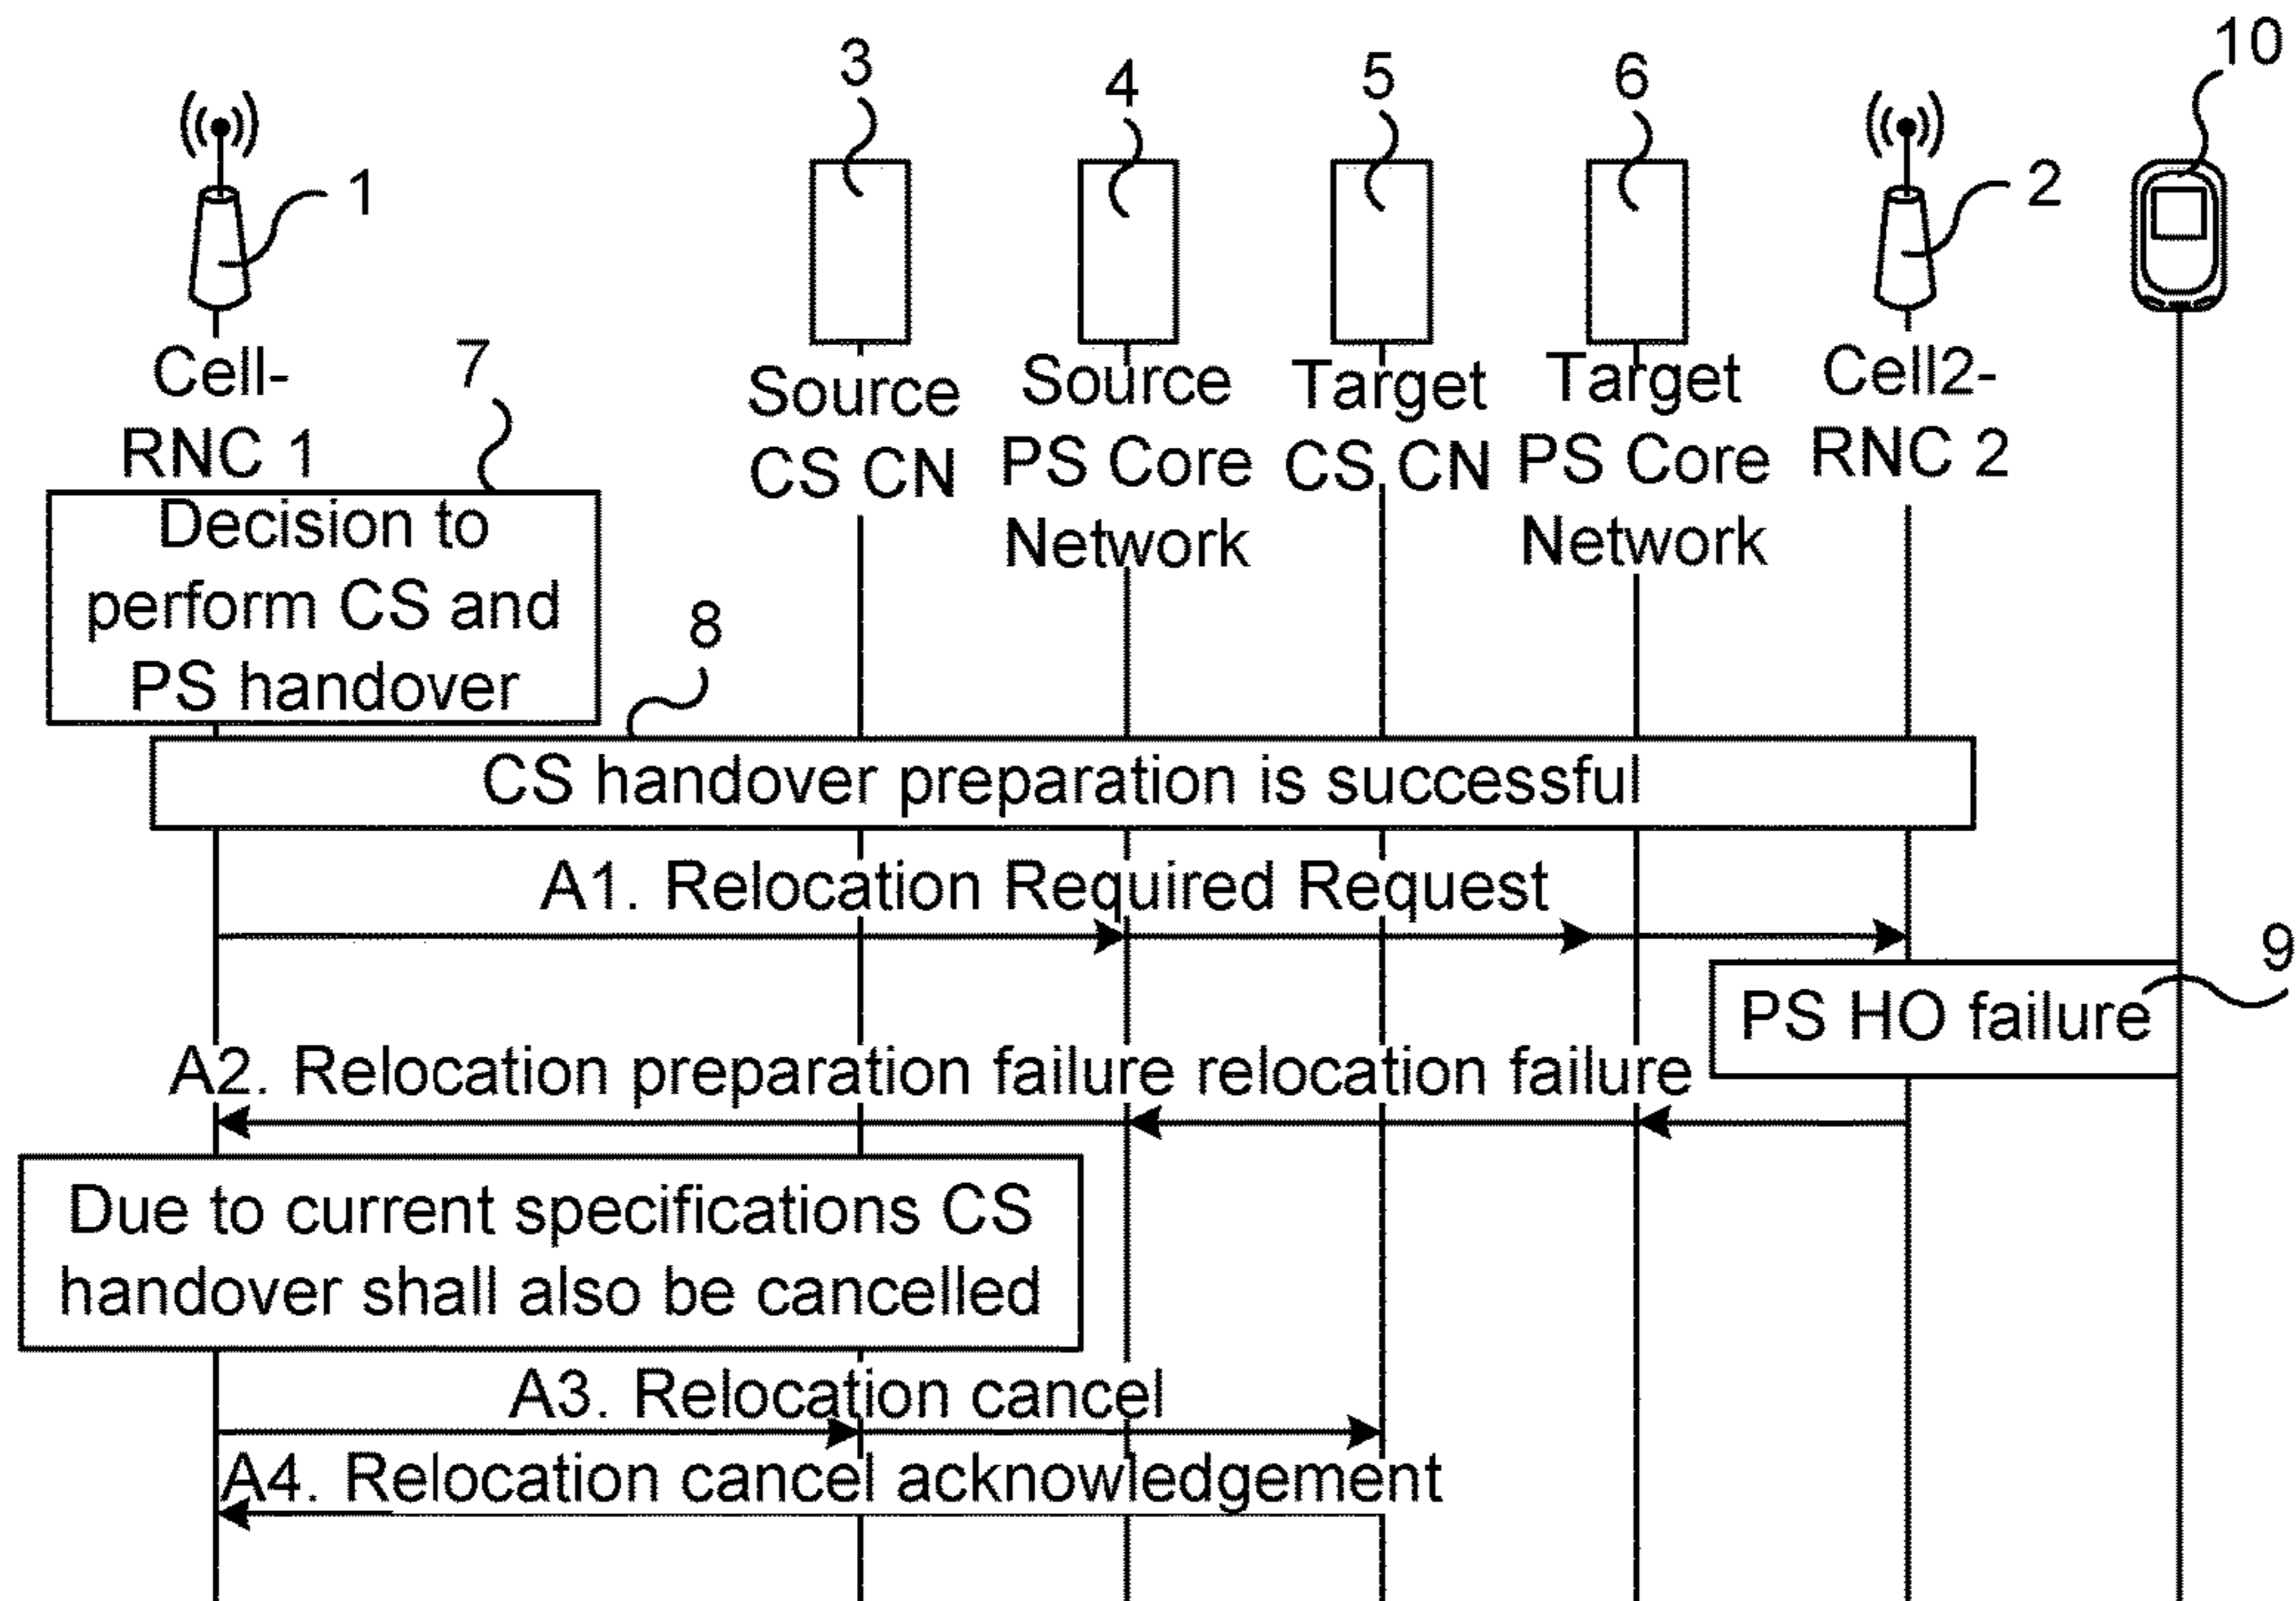 3
4
5
6
10
1
2
Cell-
RNC 1
7
Source
CS CN
Source
PS Core
Network
Target
CS CN
Target
PS Core
Network
Cell2-
RNC 2
Decision to
perform CS and
PS handover
8
CS handover preparation is successful
A1. Relocation Required Request
9
PS HO failure
A2. Relocation preparation failure relocation failure
Due to current specifications CS
handover shall also be cancelled
A3. Relocation cancel
A4. Relocation cancel acknowledgement